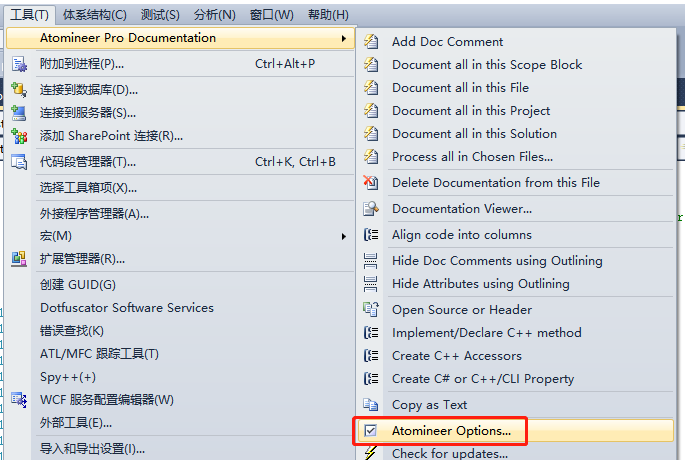 工具(T) 体系结构(C) 测试(S) 分析(N) 窗口(W) 帮助(H)
Atomineer Pro Documentation
附加到进程(P)... Ctrl+Alt+P
连接到数据库(D)...
连接到服务器(S)...
添加 SharePoint 连接(R)...
代码段管理器(T)... Ctrl+K, Ctrl+B
选择工具箱项(X)...
外接程序管理器(A)...
宏(M)
扩展管理器(R)...
创建 GUID(G)
Dotfuscator Software Services
错误查找(K)
ATL/MFC 跟踪工具(T)
Spy++(+)
WCF 服务配置编辑器(W)
外部工具(E)...
导入和导出设置(I)...
Add Doc Comment
Document all in this Scope Block
Document all in this File
Document all in this Project
Document all in this Solution
Process all in Chosen Files...
Delete Documentation from this File
Documentation Viewer...
Align code into columns
Hide Doc Comments using Outlining
Hide Attributes using Outlining
Open Source or Header
Implement/Declare C++ method
Create C++ Accessors
Create C# or C++/CLI Property
Copy as Text
Atomineer Options...
Check for updates...